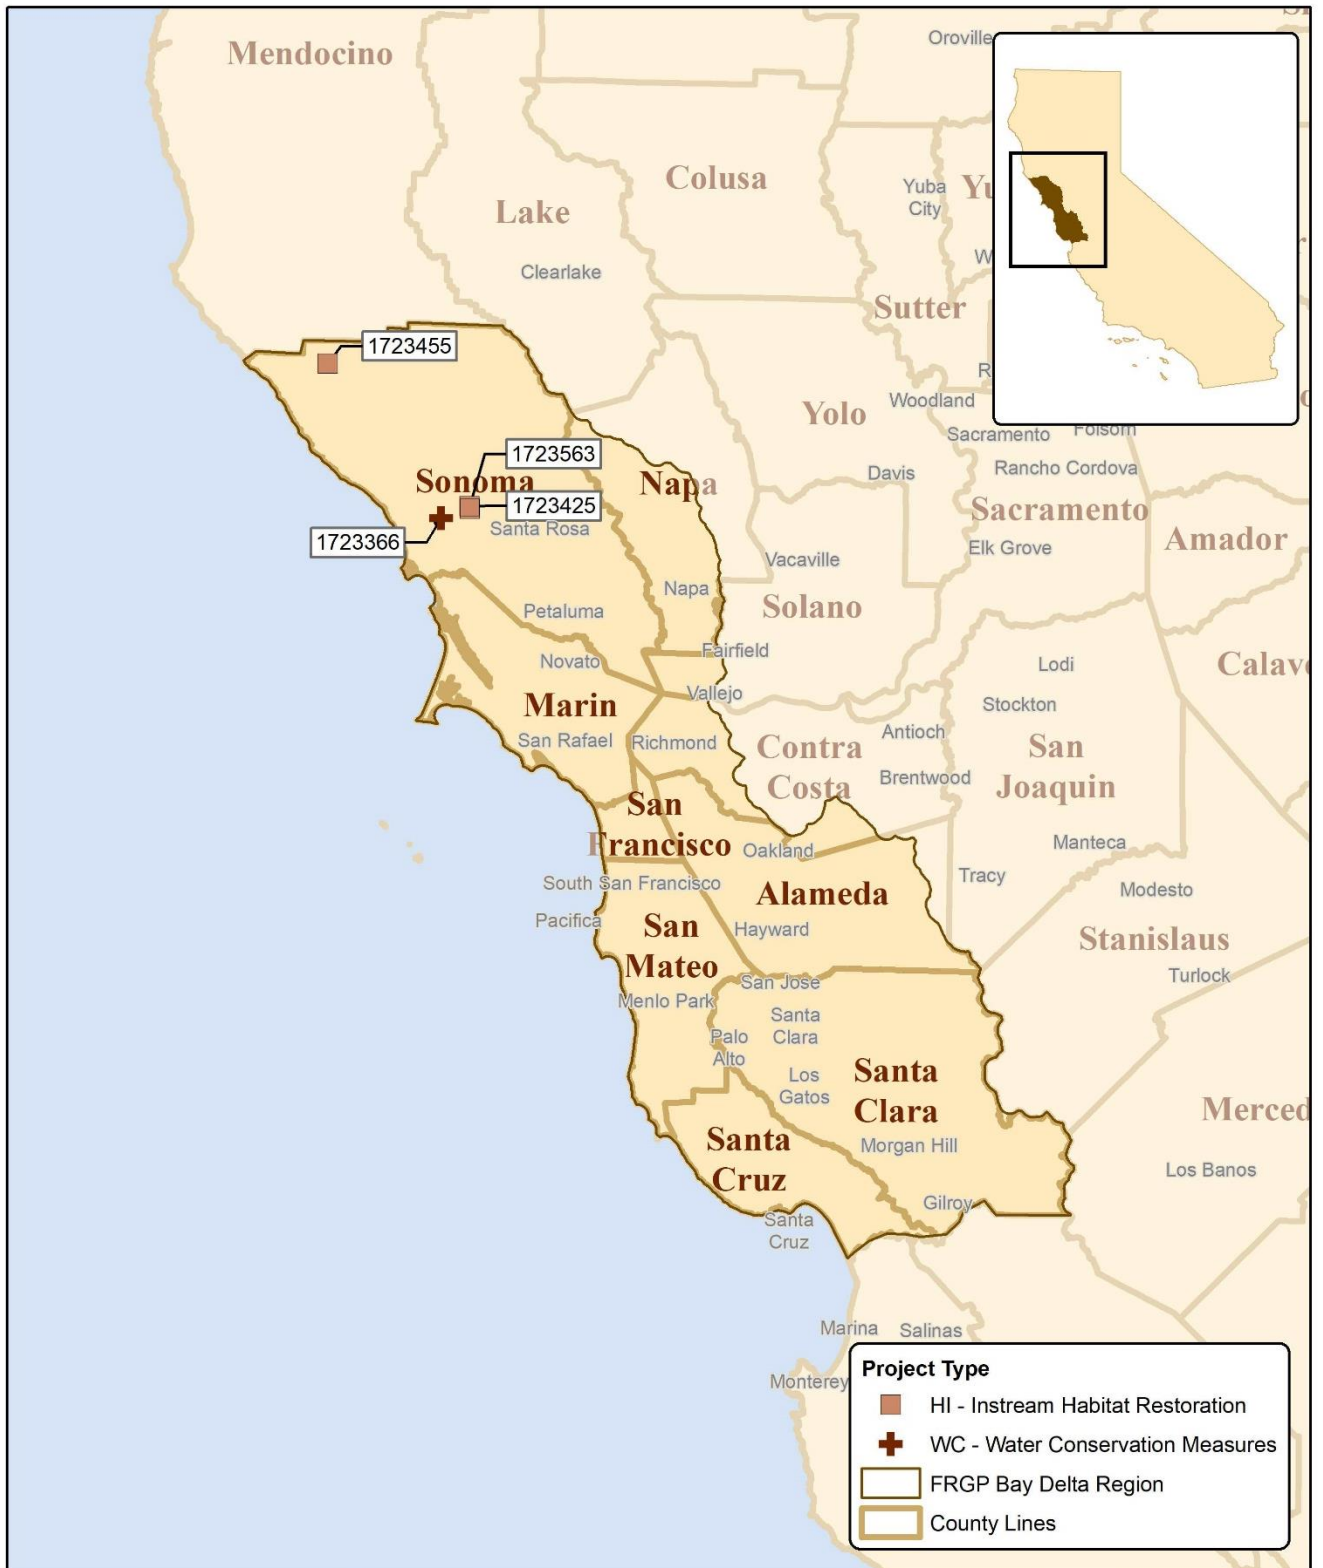 Mendocino
Oroville
Colusa
Lake
Yuba
City
Clearlake
Sutter
1723455
Yolo
Woodland
Sacramento
Folsom
1723563
Sonoma
Napa
Davis
Rancho Cordova
1723425
Santa Rosa
Sacramento
1723366
Elk Grove
Amador
Vacaville
Napa
Solano
Petaluma
Fairfield
Novato
Lodi
Vallejo
Marin
Stockton
San Rafael
Richmond
Antioch
Contra
Costa
San
Joaquin
Brentwood
San
Francisco
Oakland
Manteca
South San Francisco
Tracy
Alameda
Modesto
Pacifica
Hayward
San
Mateo
Stanislaus
Turlock
San Jose
Menlo Park
Santa
Clara
Palo
Alto
Los
Gatos
Santa
Clara
Merced
Santa
Cruz
Morgan Hill
Los Banos
Gilroy
Santa
Cruz
Marina
Salinas
Monterey
Project Type
HI - Instream Habitat Restoration
WC - Water Conservation Measures
FRGP Bay Delta Region
County Lines